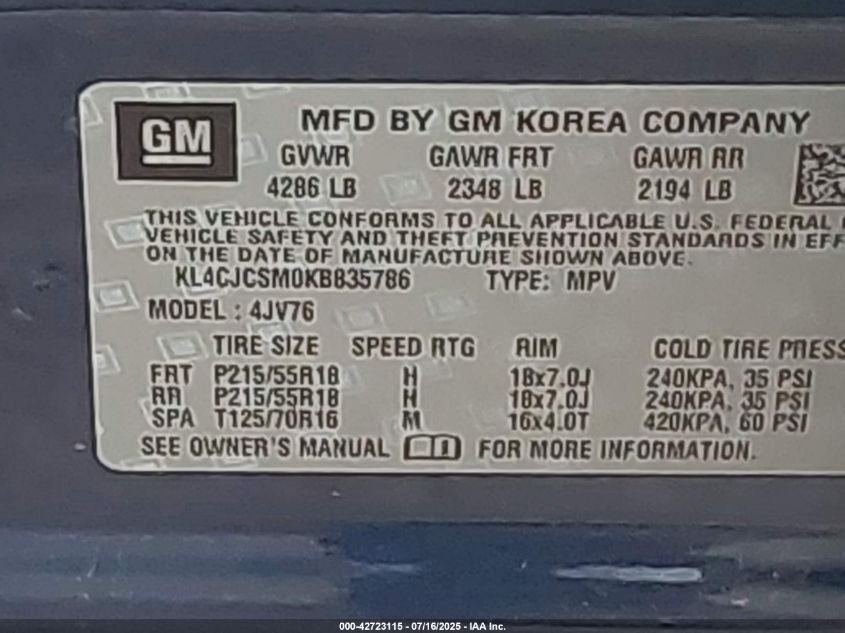 GM
MFD BY GM KOREA COMPANY
GVWR GAWR FRT GAWR RR
4286 LB 2348 LB 2194 LB
THIS VEHICLE CONFORMS TO ALL APPLICABLE U.S. FEDERAL
VEHICLE SAFETY AND THEFT PREVENTION STANDARDS IN EFF
ON THE DATE OF MANUFACTURE SHOWN ABOVE.
KL4CJCSM0KB835786 TYPE: MPV
MODEL : 4JV76
TIRE SIZE SPEED RTG RIM COLD TIRE PRESS
FRT P215/55R18 H 18x7.0J 240KPA, 35 PSI
RR P215/55R18 H 18x7.0J 240KPA, 35 PSI
SPA T125/70R16 M 16x4.0T 420KPA, 60 PSI
SEE OWNER'S MANUAL FOR MORE INFORMATION.
000-42723115 - 07/16/2025 - IAA Inc.